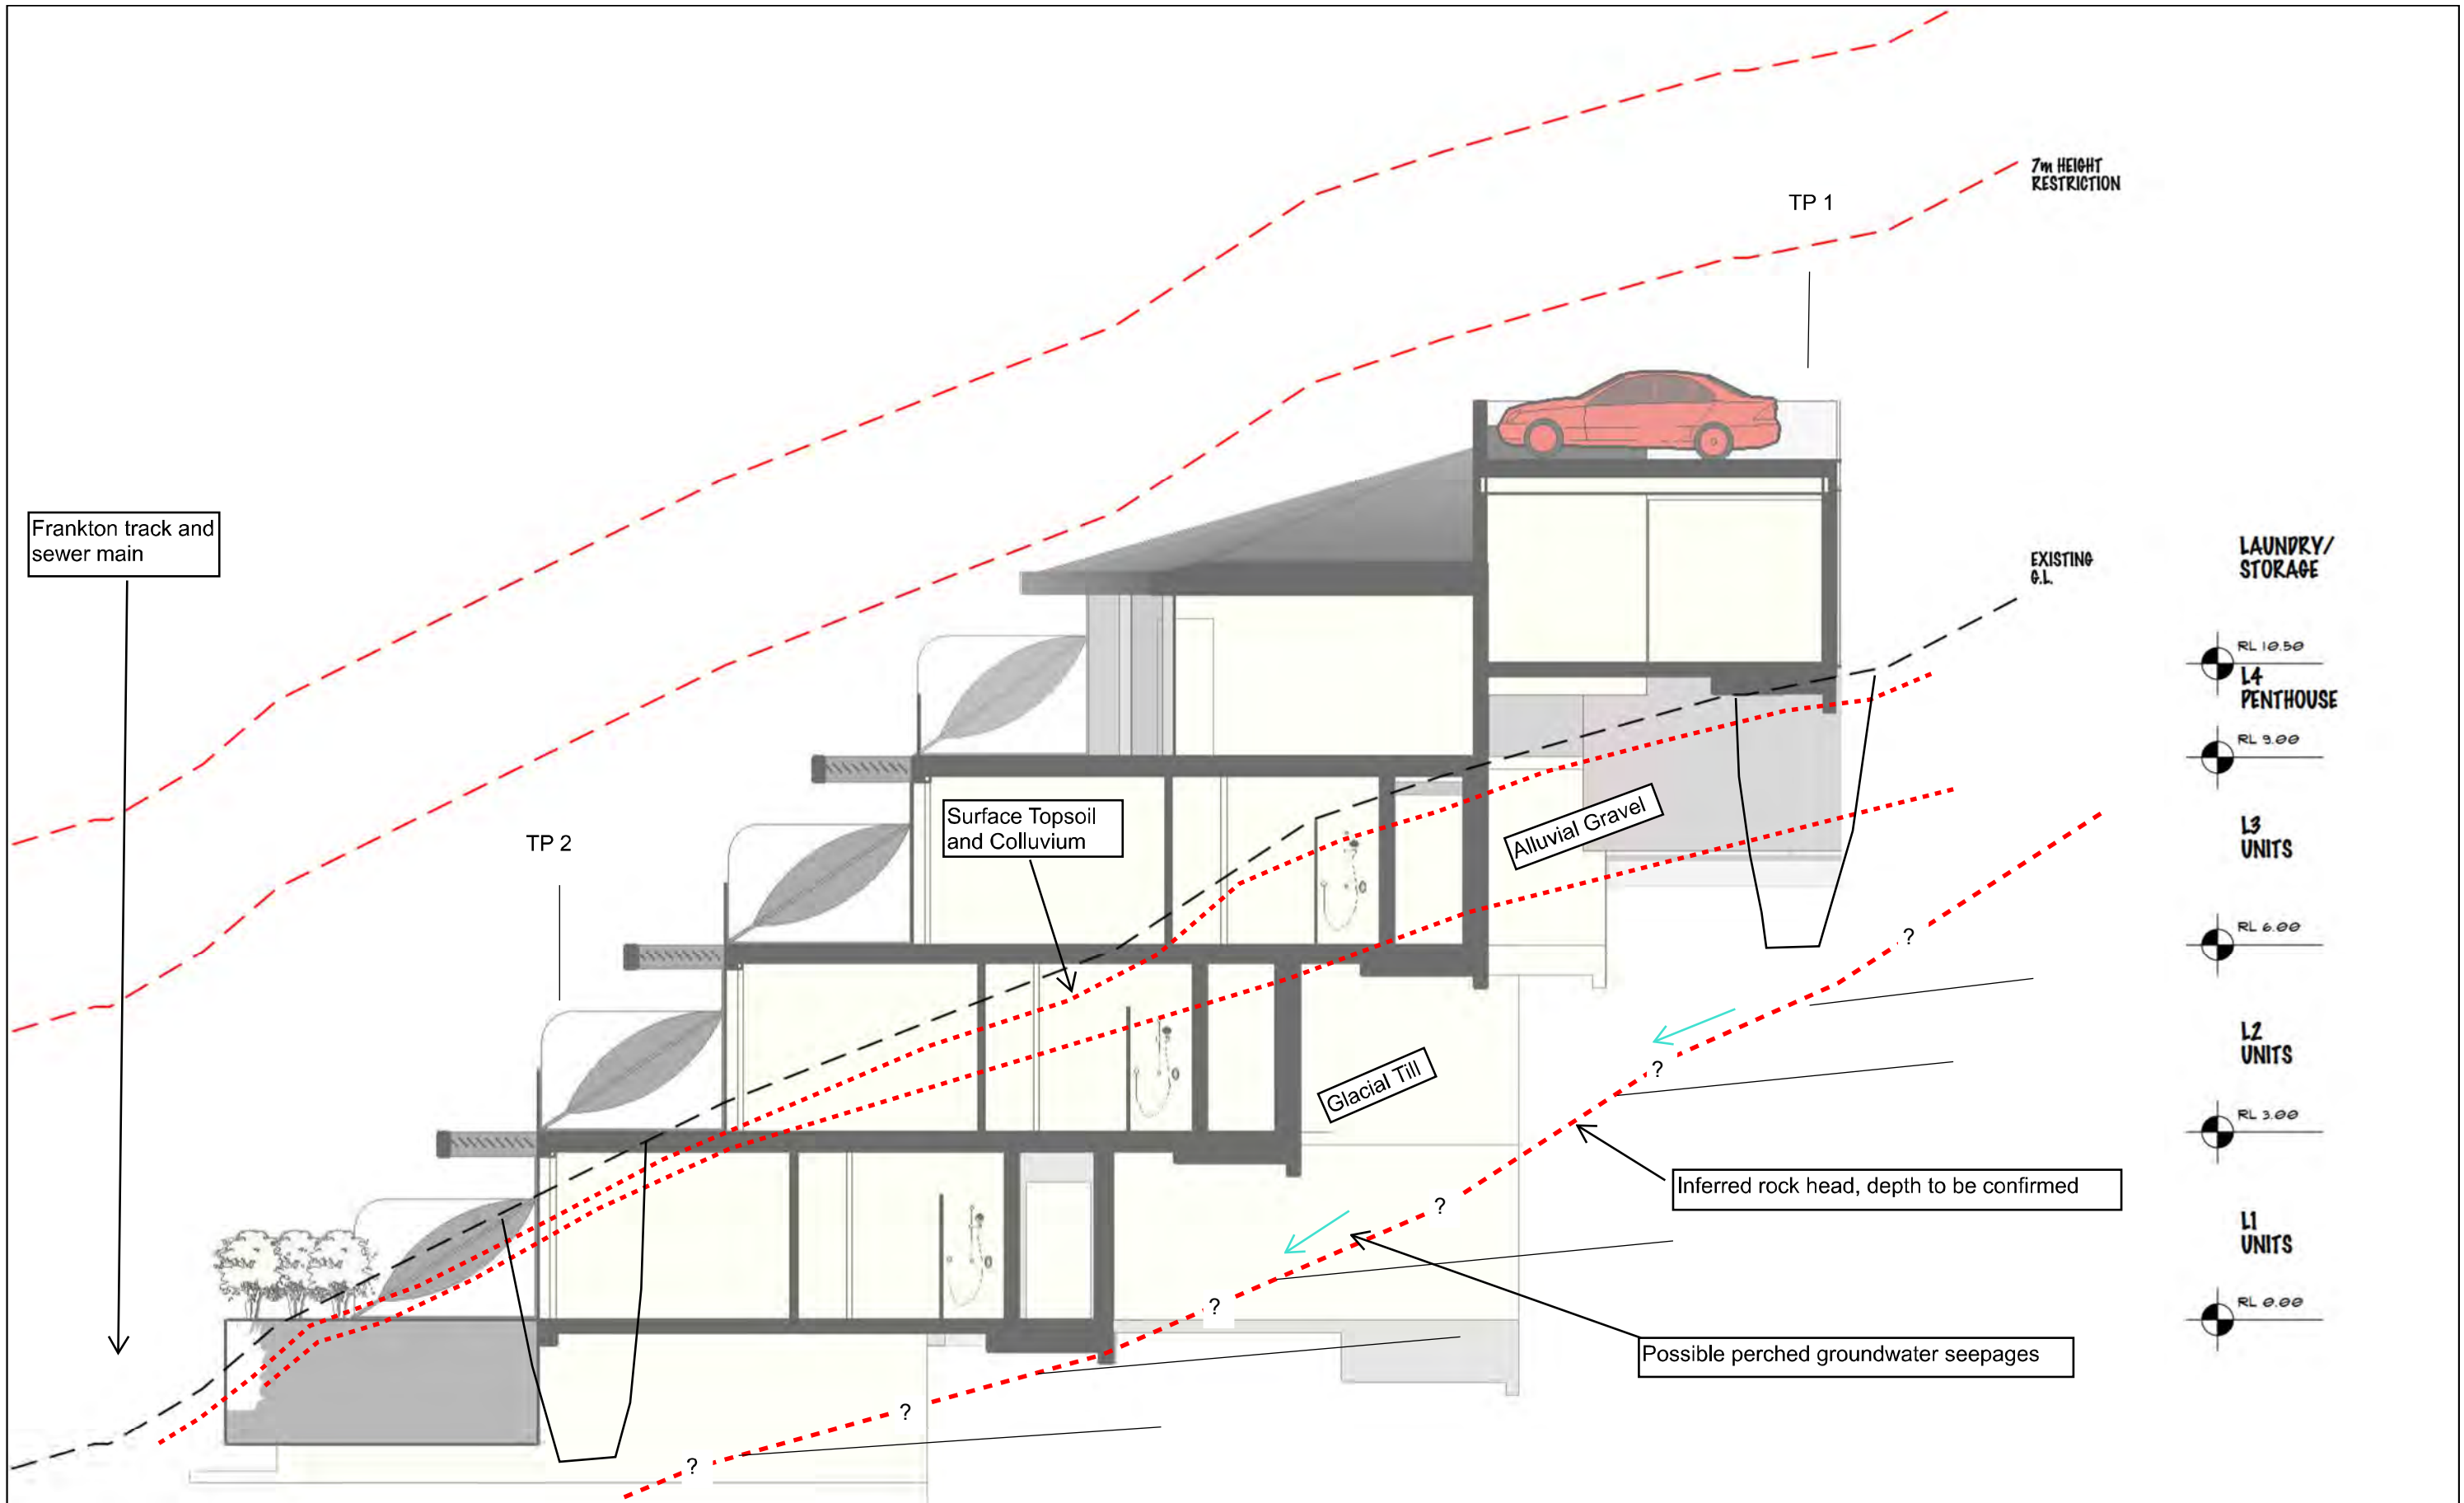 7m HEIGHT
RESTRICTION
TP 1
Frankton track and
sewer main
EXISTING
G.L.
LAUNDRY/
STORAGE
RL 10.50
L4
PENTHOUSE
RL 9.00
Surface Topsoil
and Colluvium
Alluvial Gravel
TP 2
L3
UNITS
RL 6.00
?
L2
UNITS
?
Glacial Till
RL 3.00
Inferred rock head, depth to be confirmed
?
L1
UNITS
?
RL 0.00
Possible perched groundwater seepages
?
?